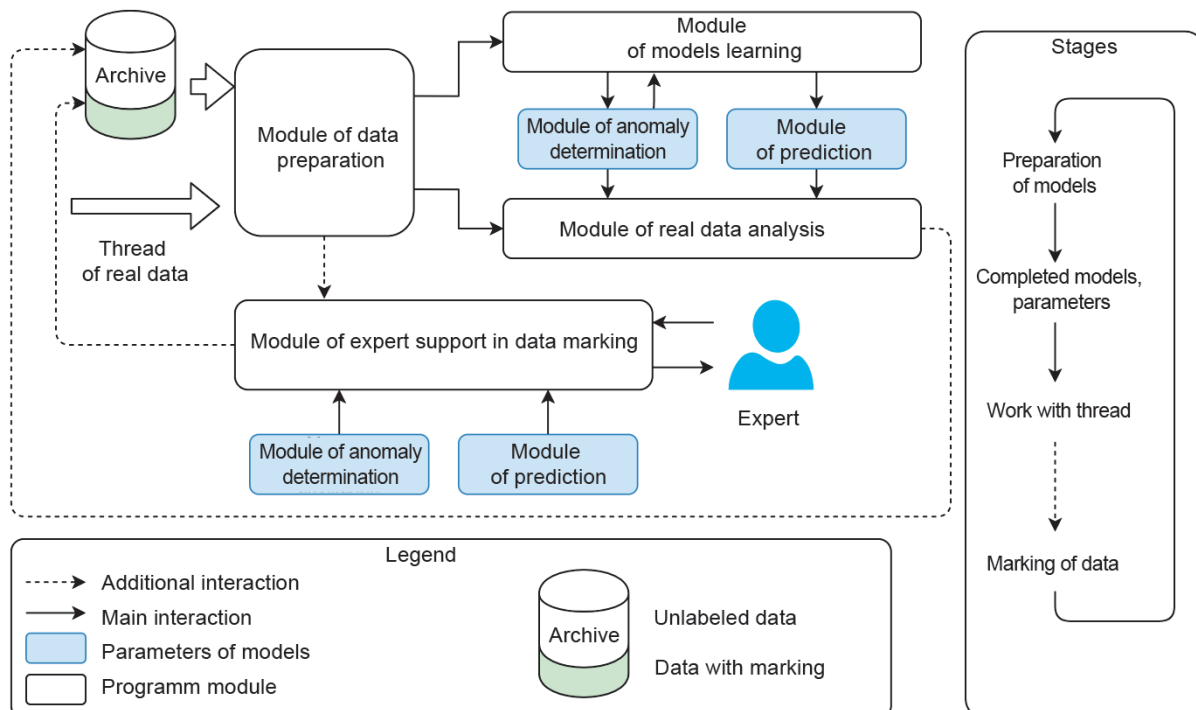 Archive
Module of data
preparation
Thread
of real data
Module
of models learning
Module of anomaly
determination
Module
of prediction
Module of real data analysis
Module of expert support in data marking
Expert
Module of anomaly
determination
Module
of prediction
Stages
Preparation
of models
Completed models,
parameters
Work with thread
Marking of data
Legend
Additional interaction
Main interaction
Parameters of models
Programm module
Archive
Unlabeled data
Data with marking